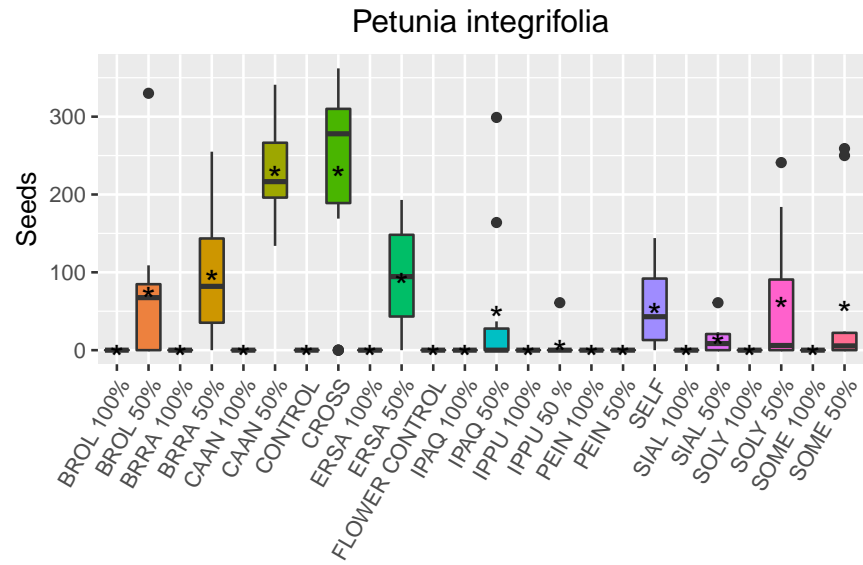 Petunia integrifolia
Seeds
300
200
100
0
BROL 100%
BROL 50%
BRRA 100%
BRRA 50%
CAAN 100%
CAAN 50%
CONTROL
CROSS
ERSA 100%
ERSA 50%
FLOWER CONTROL
IPAQ 100%
IPAQ 50%
IPPU 100%
IPPU 50 %
PEIN 100%
PEIN 50%
SELF
SIAL 100%
SIAL 50%
SOLY 100%
SOLY 50%
SOME 100%
SOME 50%